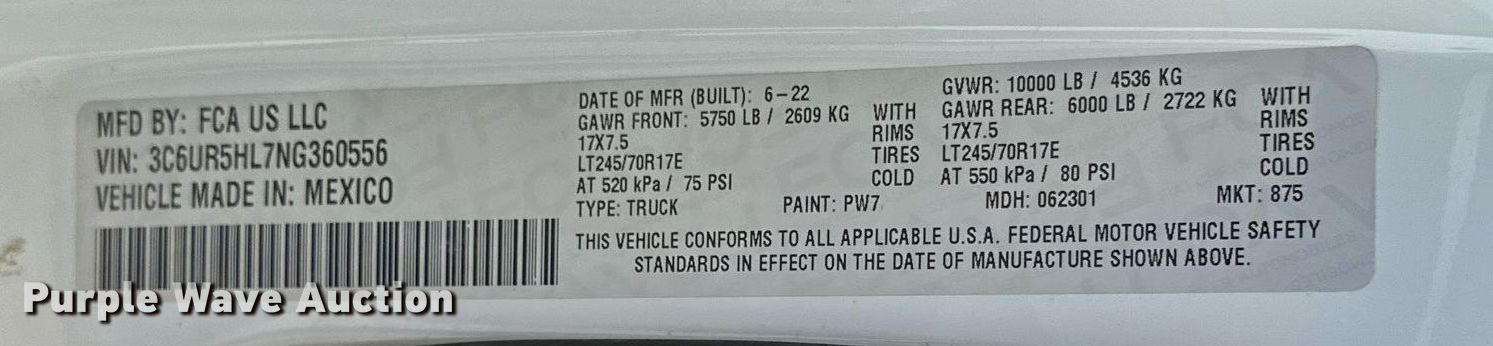 MFD BY: FCA US LLC
VIN: 3C6UR5HL7NG360556
VEHICLE MADE IN: MEXICO
DATE OF MFR (BUILT): 6-22
GAWR FRONT: 5750 LB / 2609 KG WITH
17X7.5 RIMS
LT245/70R17E TIRES
AT 520 kPa / 75 PSI COLD
GVWR: 10000 LB / 4536 KG
GAWR REAR: 6000 LB / 2722 KG WITH
17X7.5 RIMS
LT245/70R17E TIRES
AT 550 kPa / 80 PSI COLD
TYPE: TRUCK PAINT: PW7 MDH: 062301 MKT: 875
THIS VEHICLE CONFORMS TO ALL APPLICABLE U.S.A. FEDERAL MOTOR VEHICLE SAFETY
STANDARDS IN EFFECT ON THE DATE OF MANUFACTURE SHOWN ABOVE.
Purple Wave Auction